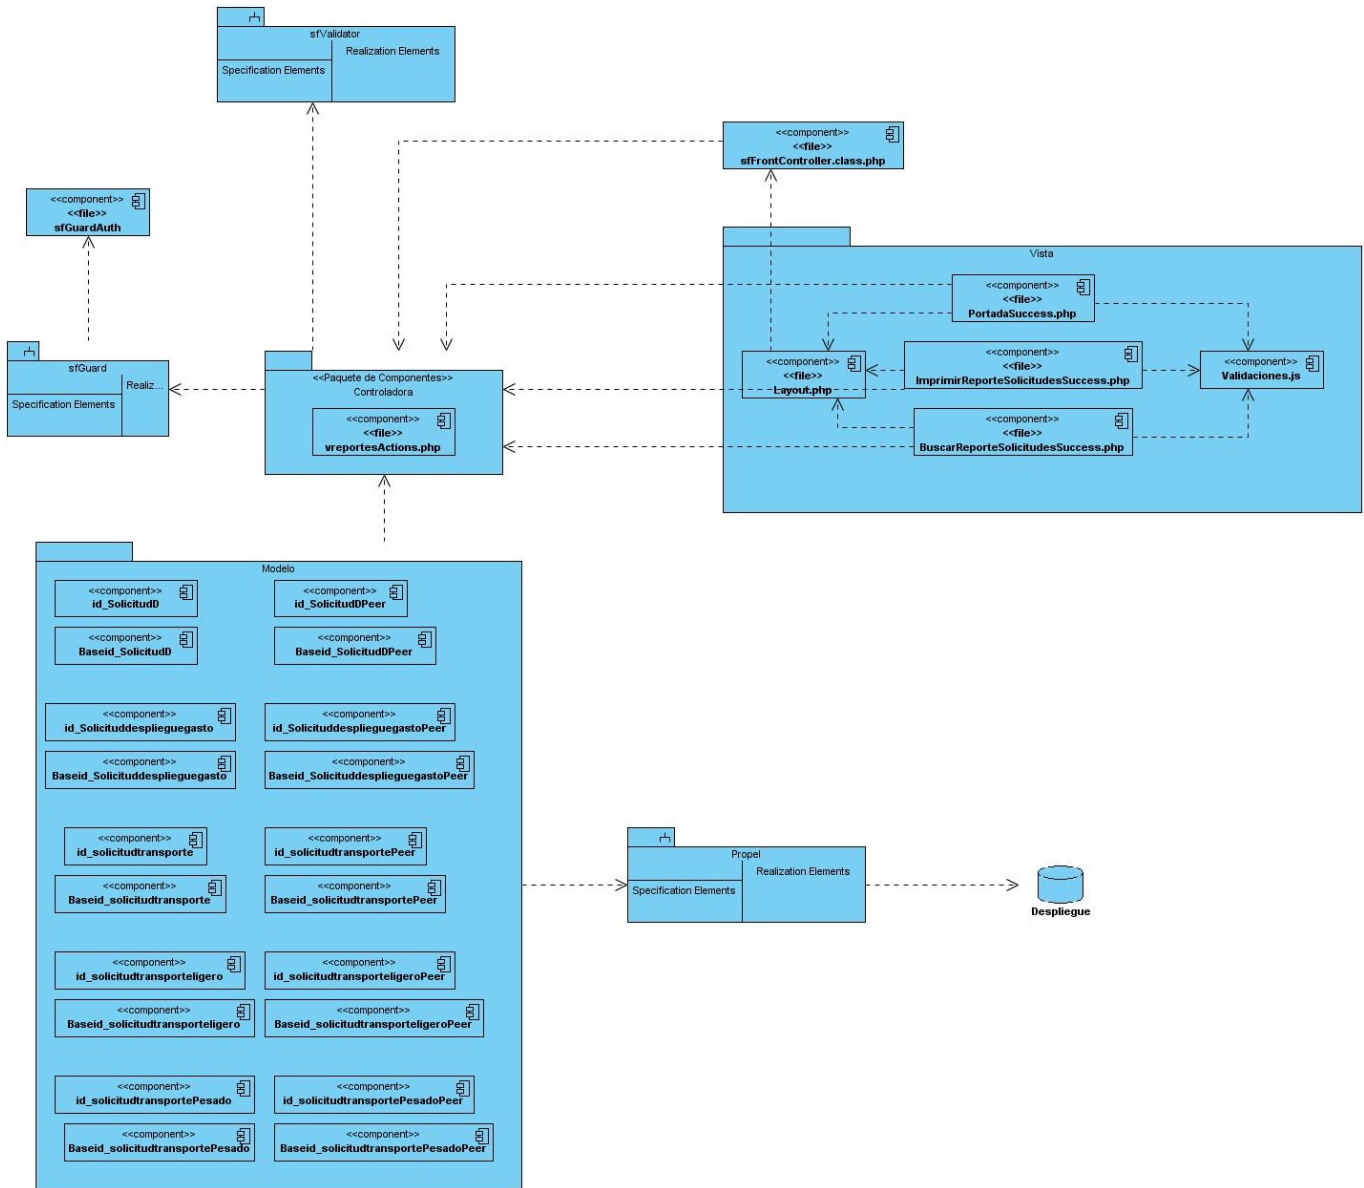 sfValidator
Realization Elements
Specification Elements
<<component>>
<<file>>
sfFrontController.class.php
<<component>>
<<file>>
sfGuardAuth
Vista
<<component>>
<<file>>
PortadaSuccess.php
<<component>>
<<file>>
Layout.php
<<component>>
<<file>>
ImprimirReporteSolicitudesSuccess.php
<<component>>
Validaciones.js
<<component>>
<<file>>
BuscarReporteSolicitudesSuccess.php
sfGuard
Realiz...
Specification Elements
<<Paquete de Componentes>>
Controladora
<<component>>
<<file>>
vreportesActions.php
Modelo
<<component>>
id_SolicitudD
<<component>>
id_SolicitudDPeer
<<component>>
Baseid_SolicitudD
<<component>>
Baseid_SolicitudDPeer
<<component>>
id_Solicituddesplieguegasto
<<component>>
id_SolicituddesplieguegastoPeer
<<component>>
Baseid_Solicituddesplieguegasto
<<component>>
Baseid_SolicituddesplieguegastoPeer
<<component>>
id_solicitudtransporte
<<component>>
id_solicitudtransportePeer
<<component>>
Baseid_solicitudtransporte
<<component>>
Baseid_solicitudtransportePeer
<<component>>
id_solicitudtransporteligero
<<component>>
id_solicitudtransporteligeroPeer
<<component>>
Baseid_solicitudtransporteligero
<<component>>
Baseid_solicitudtransporteligeroPeer
<<component>>
id_solicitudtransportePesado
<<component>>
id_solicitudtransportePesadoPeer
<<component>>
Baseid_solicitudtransportePesado
<<component>>
Baseid_solicitudtransportePesadoPeer
Propel
Realization Elements
Specification Elements
Despliegue